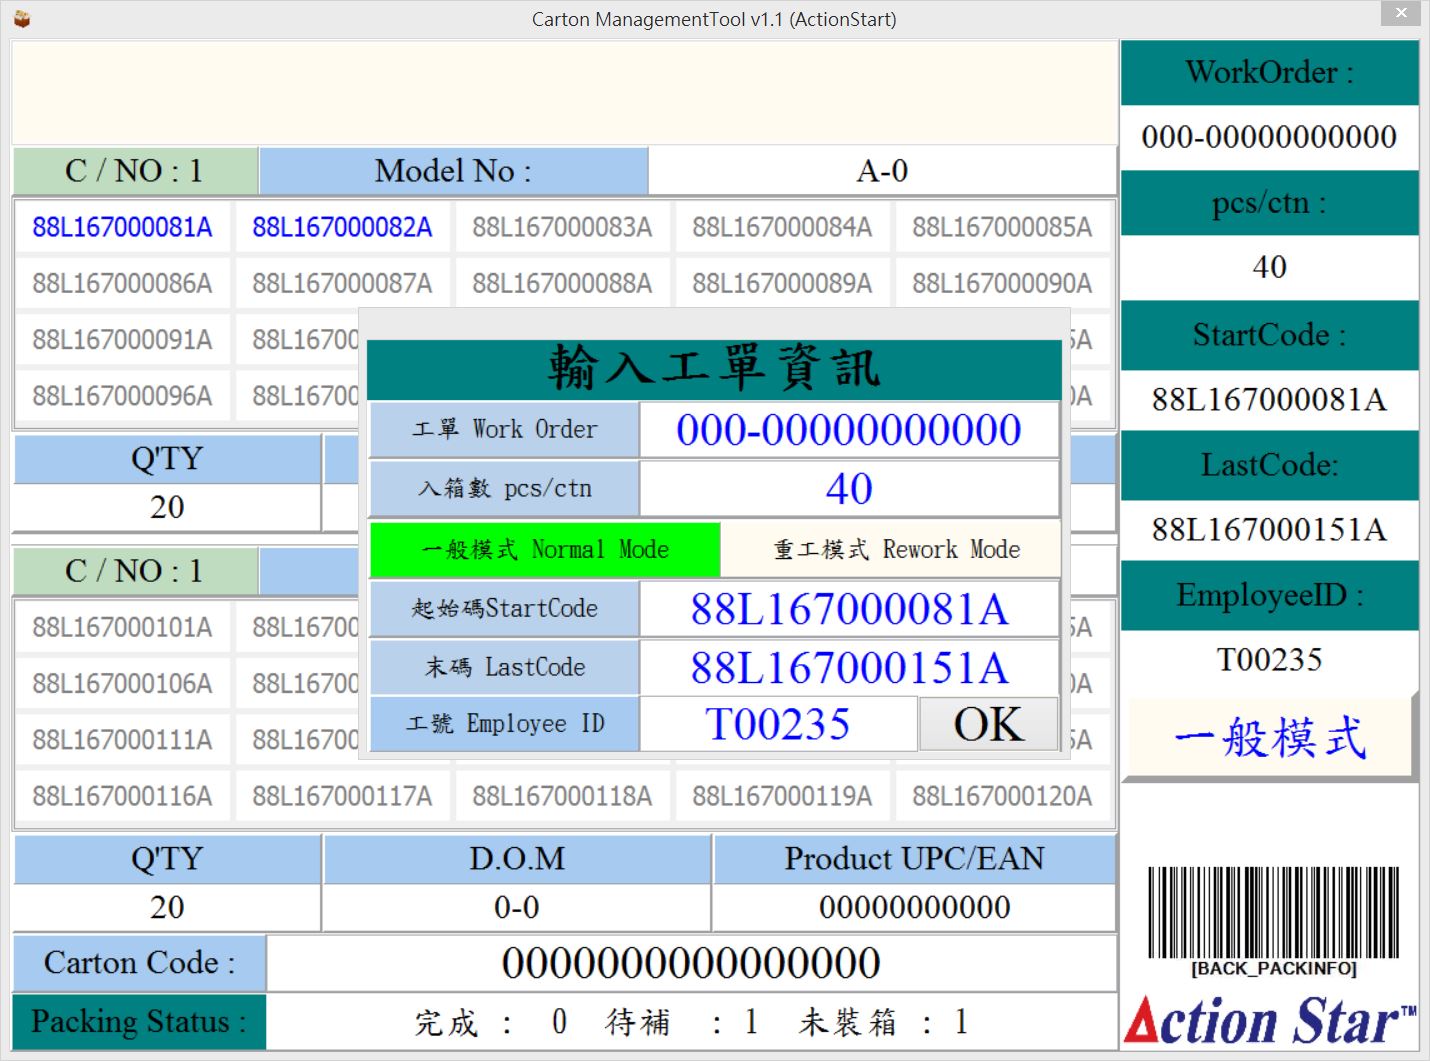 Carton ManagementTool v1.1 (ActionStart)
C / NO : 1 Model No : A-0
88L167000081A 88L167000082A 88L167000083A 88L167000084A 88L167000085A
88L167000086A 88L167000087A 88L167000088A 88L167000089A 88L167000090A
88L167000091A 88L16700 5A
88L167000096A 88L16700 0A
Q'TY
20
C / NO : 1
88L167000101A 88L16700 5A
88L167000106A 88L16700 0A
88L167000111A 88L16700 5A
88L167000116A 88L167000117A 88L167000118A 88L167000119A 88L167000120A
Q'TY D.O.M Product UPC/EAN
20 0-0 00000000000
Carton Code : 0000000000000000
Packing Status : 完成 : 0 待補 : 1 未裝箱 : 1
輸入工單資訊
工單 Work Order 000-00000000000
入箱數 pcs/ctn 40
一般模式 Normal Mode 重工模式 Rework Mode
起始碼StartCode 88L167000081A
末碼 LastCode 88L167000151A
工號 Employee ID T00235 OK
WorkOrder :
000-00000000000
pcs/ctn :
40
StartCode :
88L167000081A
LastCode:
88L167000151A
EmployeeID :
T00235
一般模式
[BACK_PACKINFO]
Action Star™